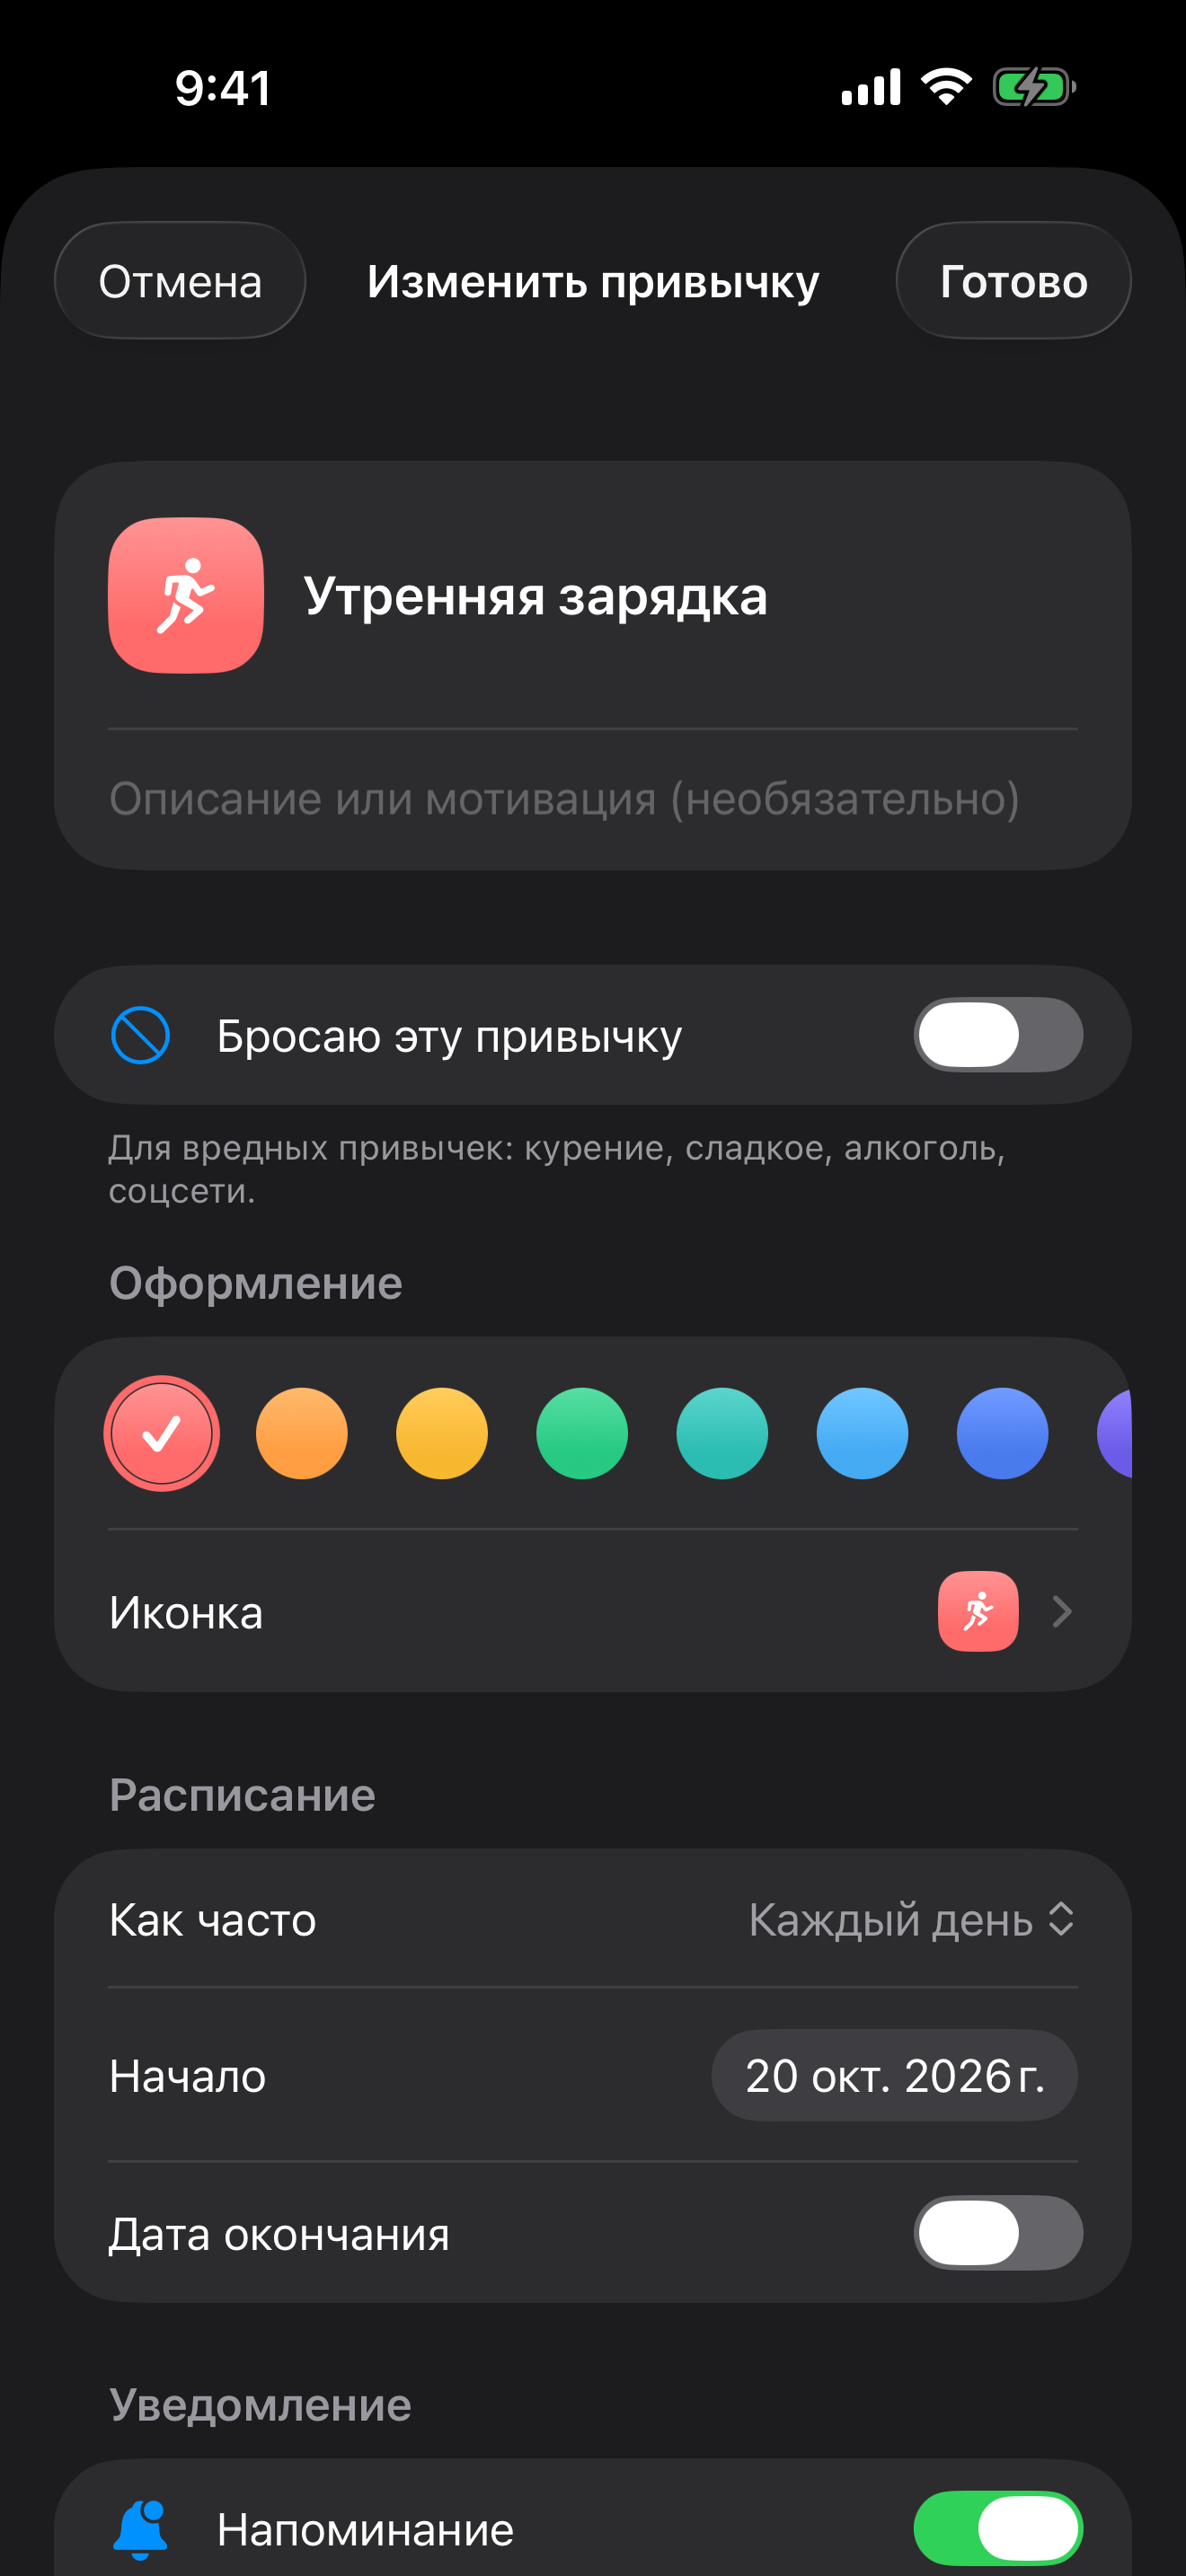 9:41
Отмена
Изменить привычку
Готово
Утренняя зарядка
Описание или мотивация (необязательно)
Бросаю эту привычку
Для вредных привычек: курение, сладкое, алкоголь,
соцсети.
Оформление
Иконка
Расписание
Как часто
Каждый день
Начало
20 окт. 2026 г.
Дата окончания
Уведомление
Напоминание